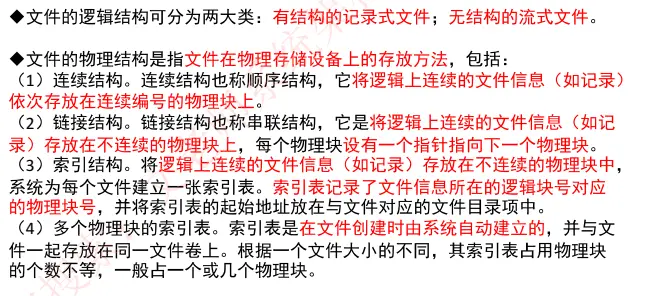 ◆文件的逻辑结构可分为两大类：有结构的记录式文件；无结构的流式文件。
◆文件的物理结构是指文件在物理存储设备上的存放方法，包括：
（1）连续结构。连续结构也称顺序结构，它将逻辑上连续的文件信息（如记录）
依次存放在连续编号的物理块上。
（2）链接结构。链接结构也称串联结构，它是将逻辑上连续的文件信息（如记
录）存放在不连续的物理块上，每个物理块设有一个指针指向下一个物理块。
（3）索引结构。将逻辑上连续的文件信息（如记录）存放在不连续的物理块中，
系统为每个文件建立一张索引表。索引表记录了文件信息所在的逻辑块号对应
的物理块号，并将索引表的起始地址放在与文件对应的文件目录项中。
（4）多个物理块的索引表。索引表是在文件创建时由系统自动建立的，并与文
件一起存放在同一文件卷上。根据一个文件大小的不同，其索引表占用物理块
的个数不等，一般占一个或几个物理块。